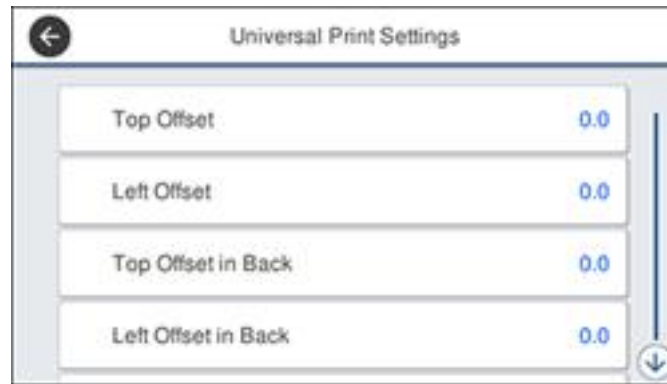 Universal Print Settings
Top Offset 0.0
Left Offset 0.0
Top Offset in Back 0.0
Left Offset in Back 0.0